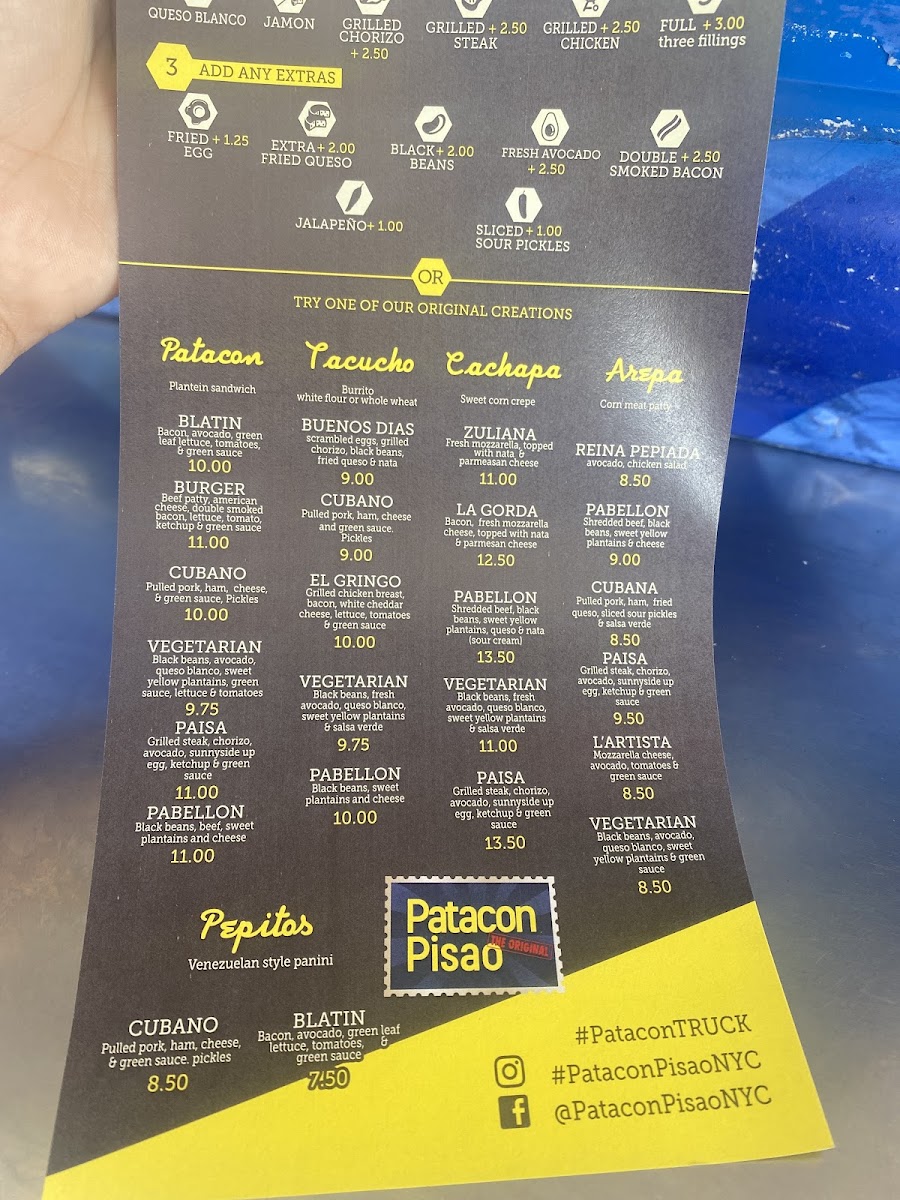 QUESO BLANCO
JAMON
GRILLED
CHORIZO
+ 2.50
GRILLED + 2.50
STEAK
GRILLED + 2.50
CHICKEN
FULL + 3.00
three fillings
3 ADD ANY EXTRAS
FRIED + 1.25
EGG
EXTRA + 2.00
FRIED QUESO
BLACK + 2.00
BEANS
FRESH AVOCADO
+ 2.50
DOUBLE + 2.50
SMOKED BACON
JALAPEÑO + 1.00
SLICED + 1.00
SOUR PICKLES
OR
TRY ONE OF OUR ORIGINAL CREATIONS
Patacon
Plantein sandwich
BLATIN
Bacon, avocado, green
leaf lettuce, tomatoes,
& green sauce
10.00
BURGER
Beef patty, american
cheese, double smoked
bacon, lettuce, tomato,
ketchup & green sauce
11.00
CUBANO
Pulled pork, ham, cheese,
& green sauce, Pickles
10.00
VEGETARIAN
Black beans, avocado,
queso blanco, sweet
yellow plantains, green
sauce, lettuce & tomatoes
9.75
PAISA
Grilled steak, chorizo,
avocado, sunnyside up
egg, ketchup & green
sauce
11.00
PABELLON
Black beans, beef, sweet
plantains and cheese
11.00
Tacucho
Burrito
white flour or whole wheat
BUENOS DIAS
scrambled eggs, grilled
chorizo, black beans,
fried queso & nata
9.00
CUBANO
Pulled pork, ham, cheese
and green sauce.
Pickles
9.00
EL GRINGO
Grilled chicken breast,
bacon, white cheddar
cheese, lettuce, tomatoes
& green sauce
10.00
VEGETARIAN
Black beans, fresh
avocado, queso blanco,
sweet yellow plantains
& salsa verde
9.75
PABELLON
Black beans, sweet
plantains and cheese
10.00
Cachapa
Sweet corn crepe
ZULIANA
Fresh mozzarella, topped
with nata &
parmeasan cheese
11.00
LA GORDA
Bacon, fresh mozzarella
cheese, topped with nata
& parmesan cheese
12.50
PABELLON
Shredded beef, black
beans, sweet yellow
plantains, queso & nata
(sour cream)
13.50
VEGETARIAN
Black beans, fresh
avocado, queso blanco,
sweet yellow plantains
& salsa verde
11.00
PAISA
Grilled steak, chorizo,
avocado, sunnyside up
egg, ketchup & green
sauce
13.50
Arepa
Corn meat patty
REINA PEPIADA
avocado, chicken salad
8.50
PABELLON
Shredded beef, black
beans, sweet yellow
plantains & cheese
9.00
CUBANA
Pulled pork, ham, fried
queso, sliced sour pickles
& salsa verde
8.50
PAISA
Grilled steak, chorizo,
avocado, sunnyside up
egg, ketchup & green
sauce
9.50
L'ARTISTA
Mozzarella cheese,
avocado, tomatoes &
green sauce
8.50
VEGETARIAN
Black beans, avocado,
queso blanco, sweet
yellow plantains & green
sauce
8.50
Pepitos
Venezuelan style panini
CUBANO
Pulled pork, ham, cheese,
& green sauce. pickles
8.50
BLATIN
Bacon, avocado, green leaf
lettuce, tomatoes, &
green sauce
7.50
Patacon
Pisao
THE ORIGINAL
#PataconTRUCK
#PataconPisaoNYC
@PataconPisaoNYC